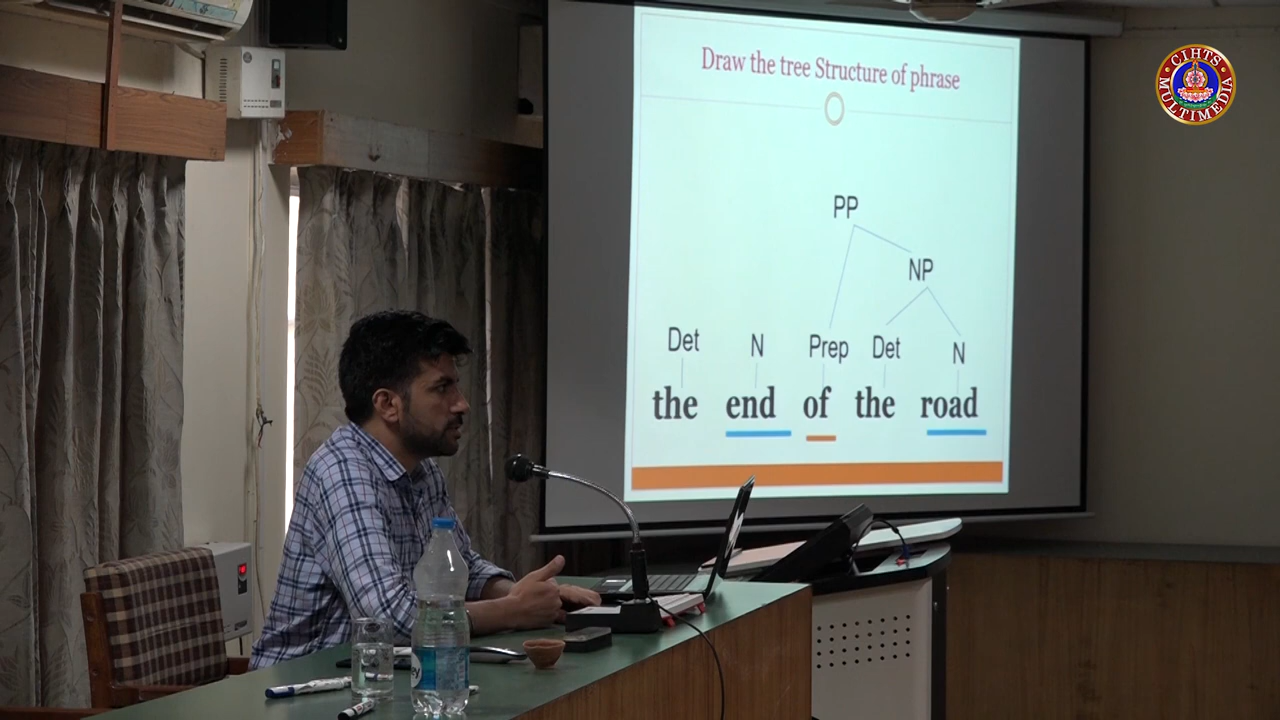 Draw the tree Structure of phrase
PP
NP
Det N Prep Det N
the end of the road
CIHTS
MULTIMEDIA